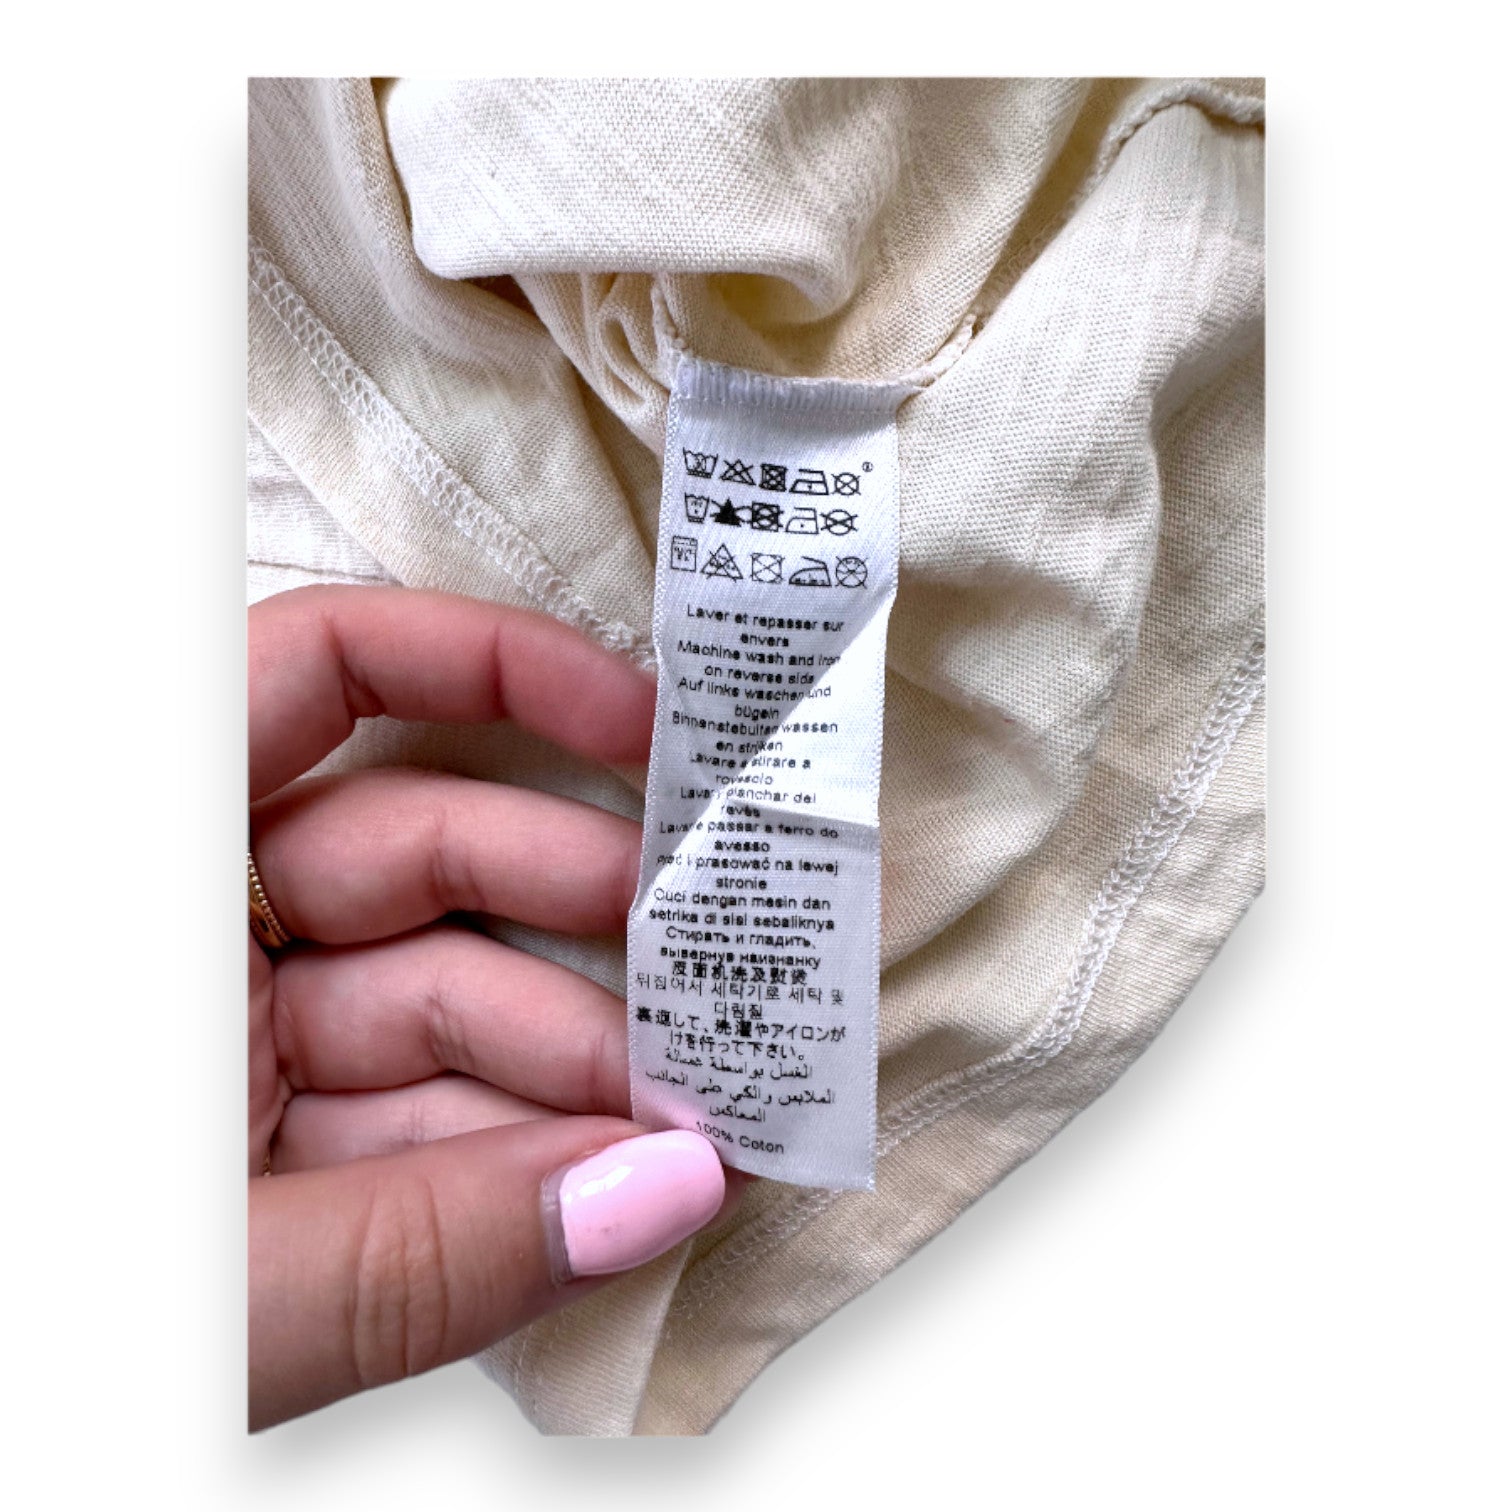 Laver et repasser sur
envers
Machine wash and iron
on reverse side
Auf links waschen und
bügeln
Binnenstebuiten wassen
en strijken
Lavare e stirare a
rovescio
Lavar planchar del
revés
Lavar e passar a ferro do
avesso
i prasować na lewej
stronie
Cuci dengan mesin dan
setrika di sisi sebaliknya
Стирать и гладить,
вывернув наизнанку
双面机洗及熨烫
뒤집어서 세탁기로 세탁 및
다림질
裏返して、洗濯やアイロンが
けを行って下さい。
الغسل بواسطة غسالة
الملابس والكي على الجانب
المعاكس
100% Coton